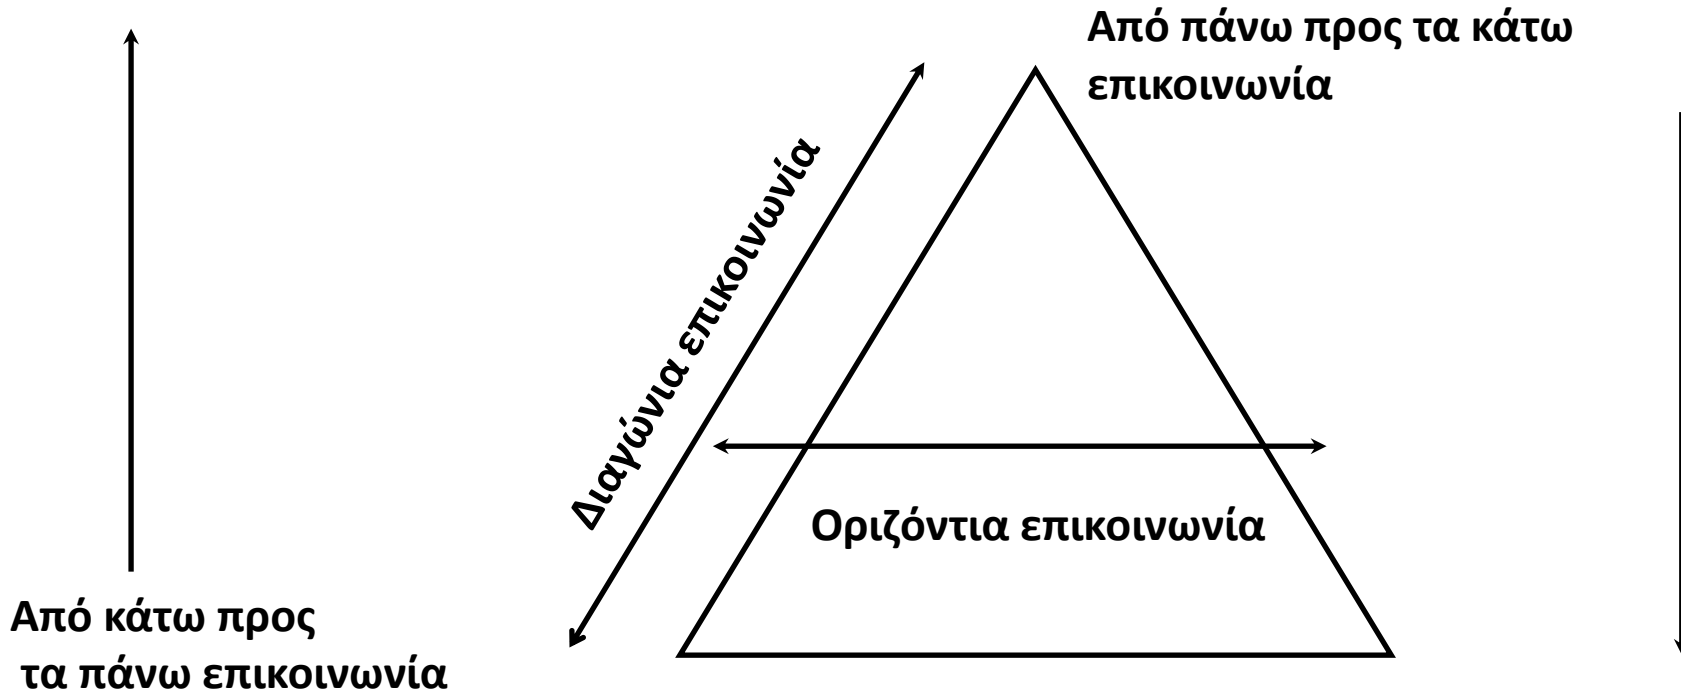 Από πάνω προς τα κάτω
επικοινωνία
Διαγώνια επικοινωνία
Οριζόντια επικοινωνία
Από κάτω προς
τα πάνω επικοινωνία